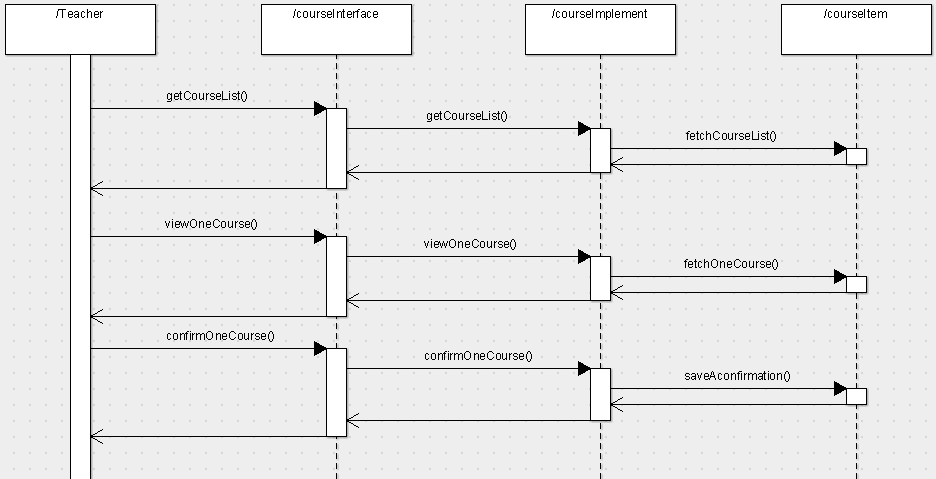 /Teacher
/courseInterface
/courseImplement
/courseItem
getCourseList()
getCourseList()
fetchCourseList()
viewOneCourse()
viewOneCourse()
fetchOneCourse()
confirmOneCourse()
confirmOneCourse()
saveAconfirmation()